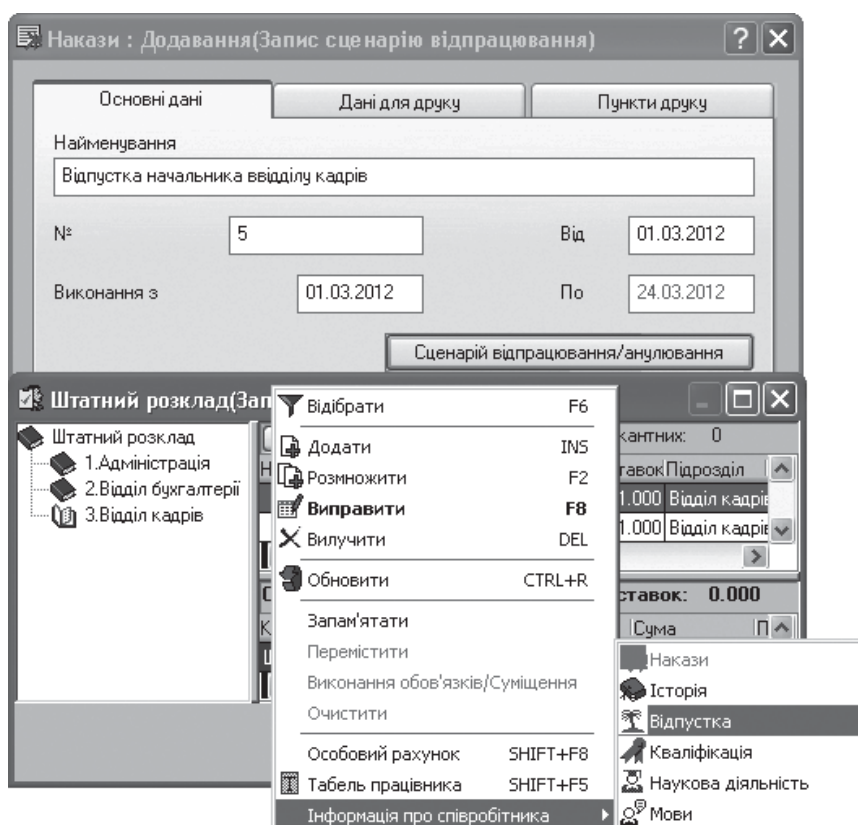 Накази : Додавання(Запис сценарію відпрацювання)
Основні дані Дані для друку Пункти друку
Найменування
Відпустка начальника ввідділу кадрів
№ 5 Від 01.03.2012
Виконання з 01.03.2012 По 24.03.2012
Сценарій відпрацювання/анулювання
Штатний розклад(Зап
Штатний розклад
1.Адміністрація
2.Відділ бухгалтерії
3.Відділ кадрів
Відібрати F6
Додати INS
Розмножити F2
Виправити F8
Вилучити DEL
Обновити CTRL+R
Запам'ятати
Перемістити
Виконання обов'язків/Суміщення
Очистити
Особовий рахунок SHIFT+F8
Табель працівника SHIFT+F5
Інформація про співробітника
кантних: 0
тавок Підрозділ
1.000 Відділ кадрів
1.000 Відділ кадрів
ставок: 0.000
Сума П
Накази
Історія
Відпустка
Кваліфікація
Наукова діяльність
Мови